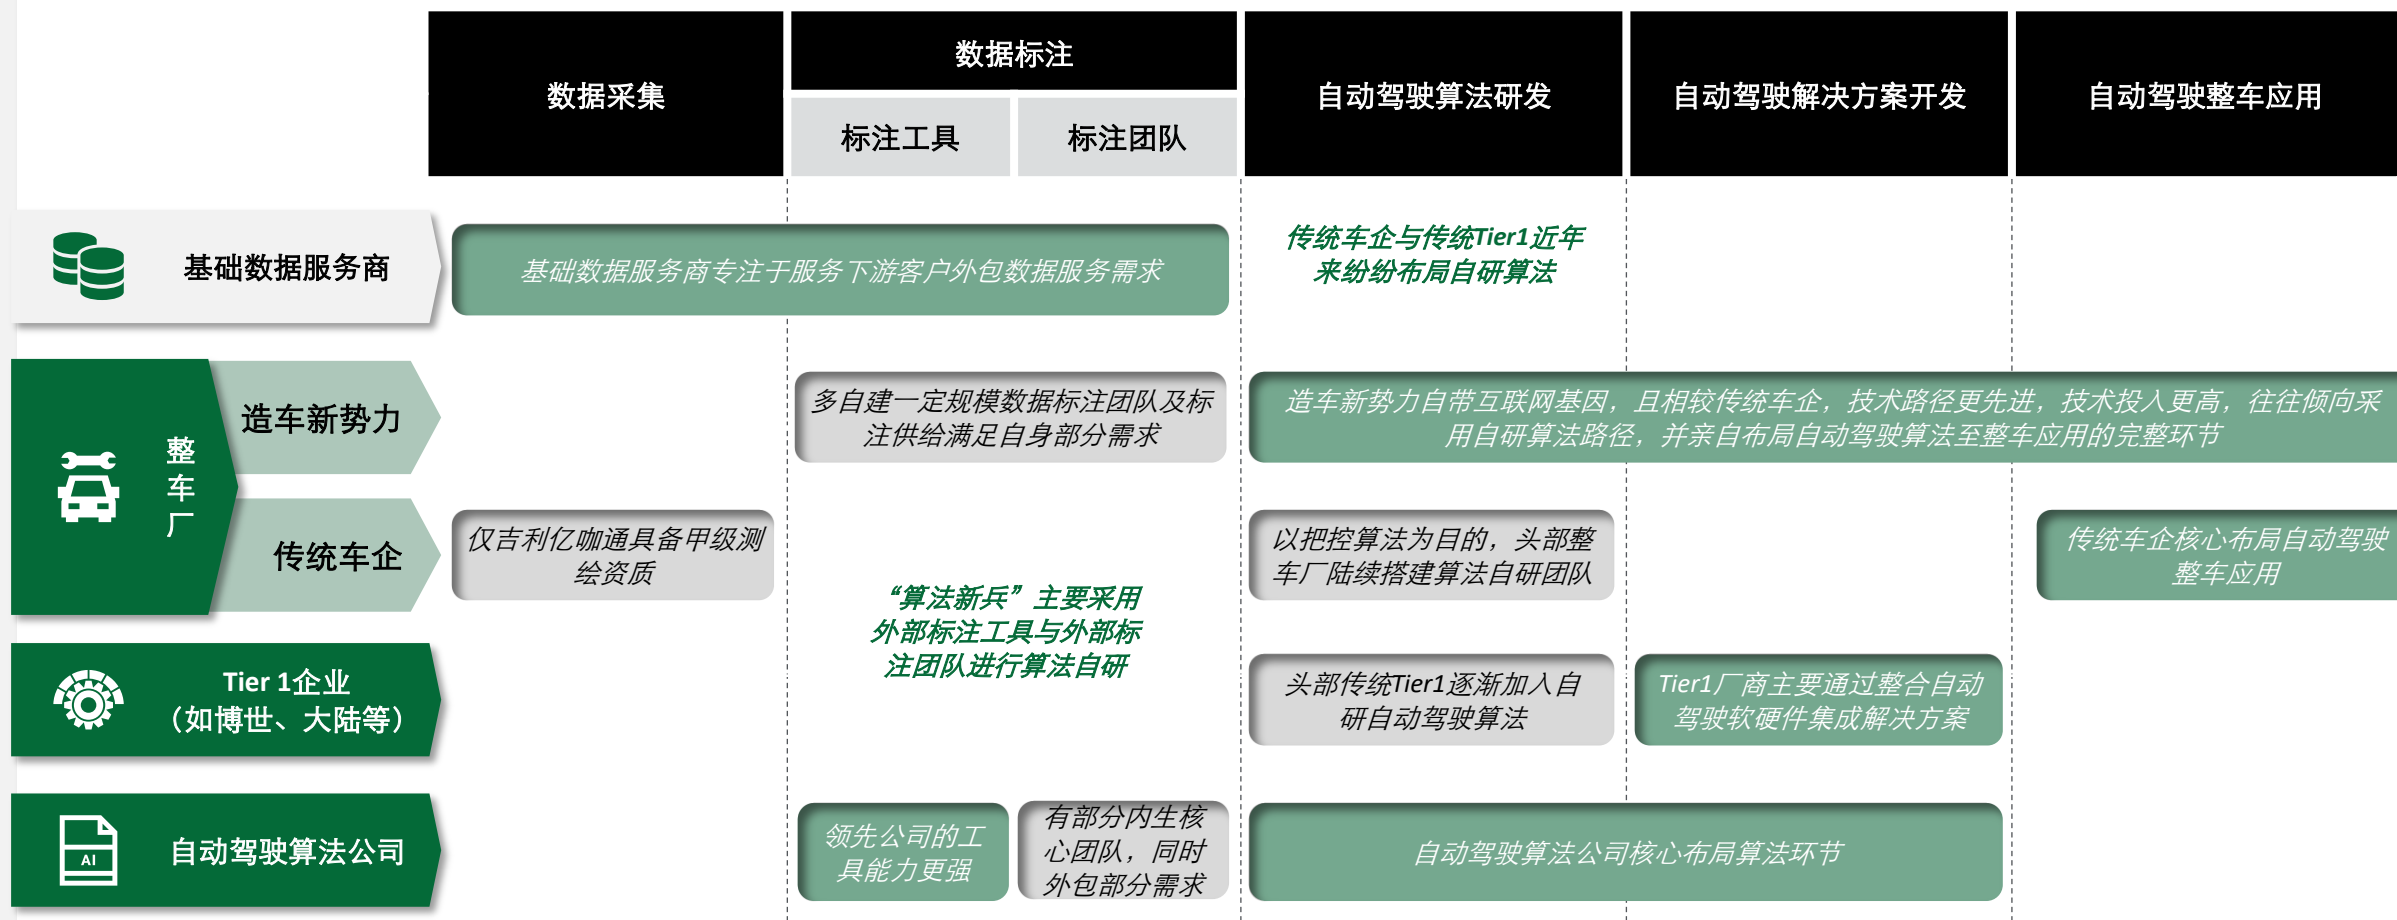 数据采集
数据标注
标注工具
标注团队
自动驾驶算法研发
自动驾驶解决方案开发
自动驾驶整车应用
基础数据服务商
基础数据服务商专注于服务下游客户外包数据服务需求
传统车企与传统Tier1近年
来纷纷布局自研算法
整
车
厂
造车新势力
多自建一定规模数据标注团队及标
注供给满足自身部分需求
造车新势力自带互联网基因，且相较传统车企，技术路径更先进，技术投入更高，往往倾向采
用自研算法路径，并亲自布局自动驾驶算法至整车应用的完整环节
传统车企
仅吉利亿咖通具备甲级测
绘资质
“算法新兵”主要采用
外部标注工具与外部标
注团队进行算法自研
以把控算法为目的，头部整
车厂陆续搭建算法自研团队
传统车企核心布局自动驾驶
整车应用
Tier 1企业
（如博世、大陆等）
头部传统Tier1逐渐加入自
研自动驾驶算法
Tier1厂商主要通过整合自动
驾驶软硬件集成解决方案
AI
自动驾驶算法公司
领先公司的工
具能力更强
有部分内生核
心团队，同时
外包部分需求
自动驾驶算法公司核心布局算法环节